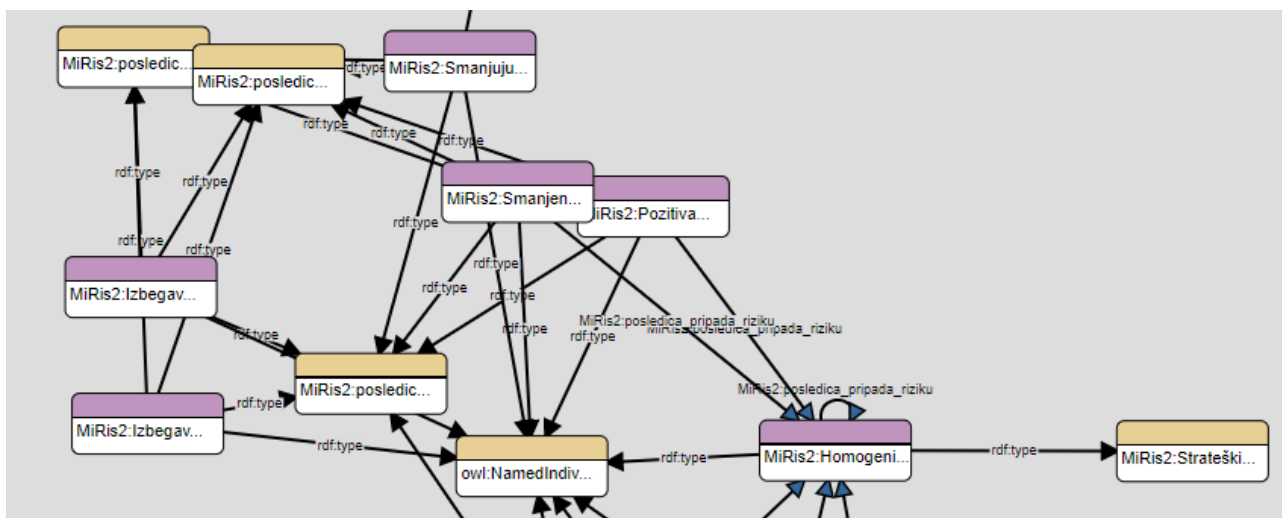 MiRis2:posledic...
MiRis2:posledic...
rdf:type
MiRis2:Smanjuju...
rdf:type
rdf:type
rdf:type
rdf:type
rdf:type
MiRis2:Smanjen...
MiRis2:Pozitiva...
rdf:type
rdf:type
rdf:type
rdf:type
MiRis2:Izbegav...
rdf:type
rdf:type
rdf:type
MiRis2:posledica_pripada_riziku
MiRis2:posledica_pripada_riziku
rdf:type
rdf:type
MiRis2:posledic...
MiRis2:posledica_pripada_riziku
rdf:type
MiRis2:Izbegav...
rdf:type
owl:NamedIndiv...
rdf:type
MiRis2:Homogeni...
rdf:type
MiRis2:Strateški...